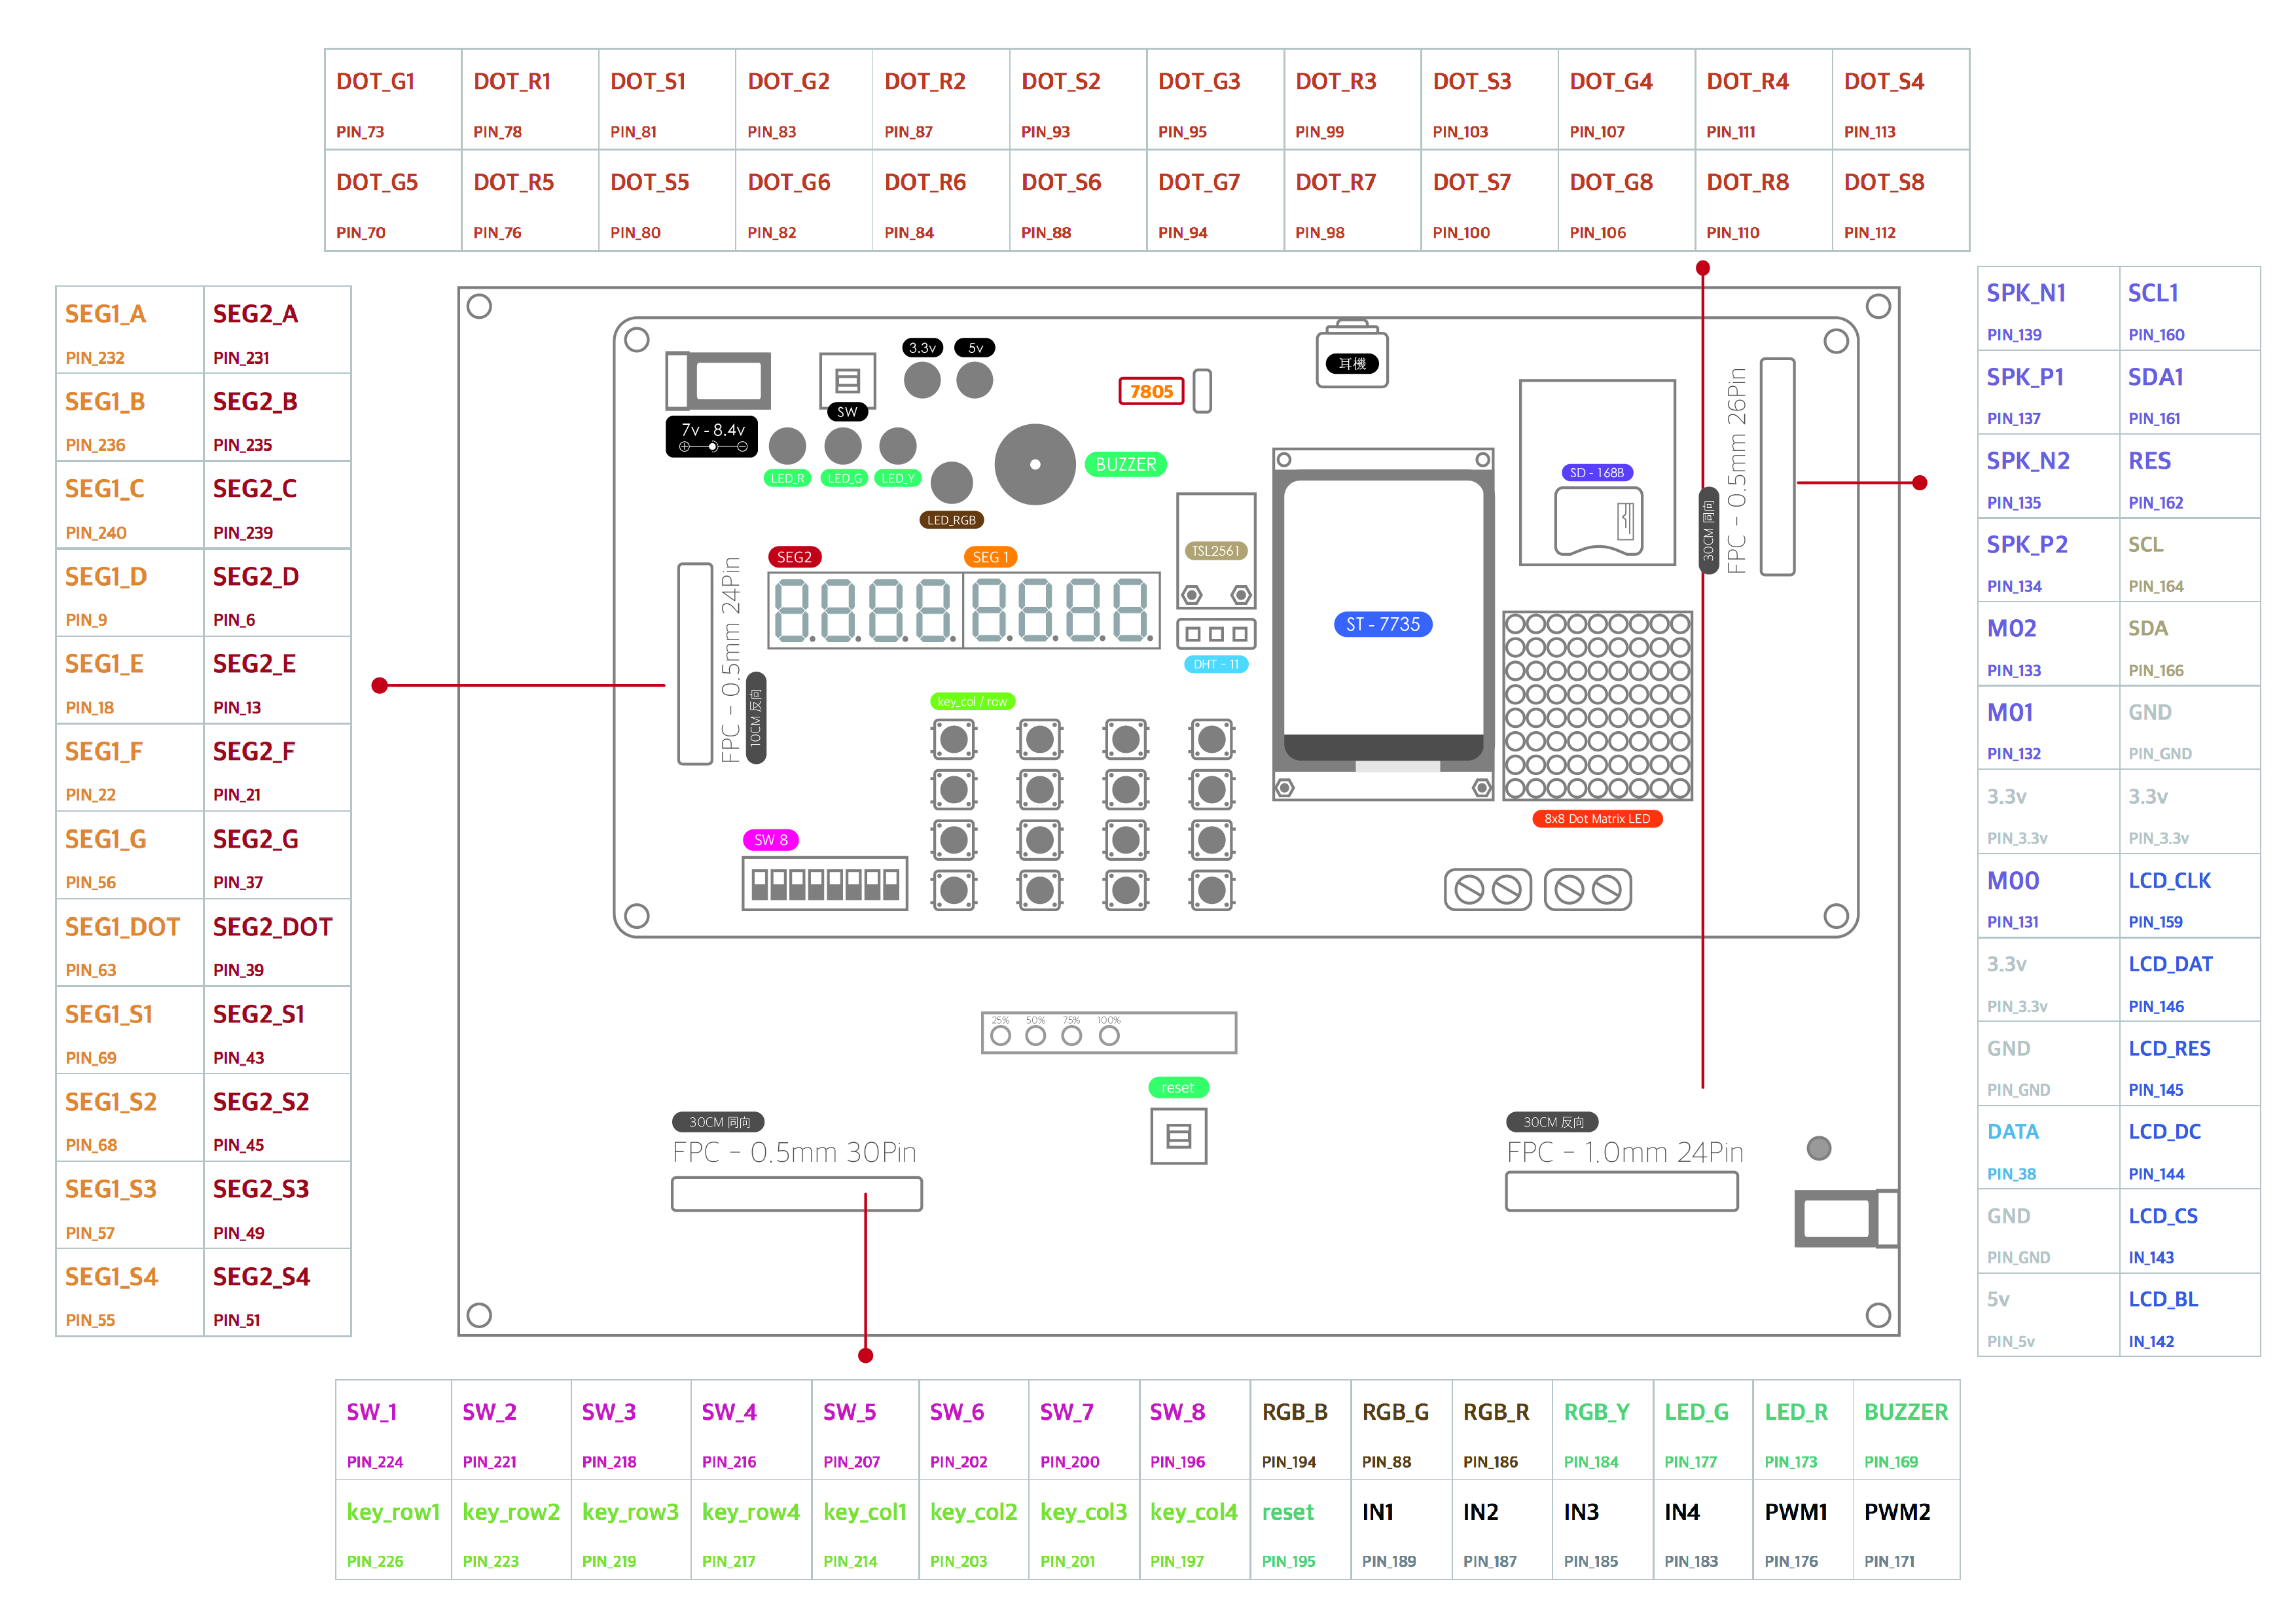 DOT_G1 DOT_R1 DOT_S1 DOT_G2 DOT_R2 DOT_S2 DOT_G3 DOT_R3 DOT_S3 DOT_G4 DOT_R4 DOT_S4
PIN_73 PIN_78 PIN_81 PIN_83 PIN_87 PIN_93 PIN_95 PIN_99 PIN_103 PIN_107 PIN_111 PIN_113
DOT_G5 DOT_R5 DOT_S5 DOT_G6 DOT_R6 DOT_S6 DOT_G7 DOT_R7 DOT_S7 DOT_G8 DOT_R8 DOT_S8
PIN_70 PIN_76 PIN_80 PIN_82 PIN_84 PIN_88 PIN_94 PIN_98 PIN_100 PIN_106 PIN_110 PIN_112
SEG1_A SEG2_A
PIN_232 PIN_231
SEG1_B SEG2_B
PIN_236 PIN_235
SEG1_C SEG2_C
PIN_240 PIN_239
SEG1_D SEG2_D
PIN_9 PIN_6
SEG1_E SEG2_E
PIN_18 PIN_13
SEG1_F SEG2_F
PIN_22 PIN_21
SEG1_G SEG2_G
PIN_56 PIN_37
SEG1_DOT SEG2_DOT
PIN_63 PIN_39
SEG1_S1 SEG2_S1
PIN_69 PIN_43
SEG1_S2 SEG2_S2
PIN_68 PIN_45
SEG1_S3 SEG2_S3
PIN_57 PIN_49
SEG1_S4 SEG2_S4
PIN_55 PIN_51
3.3v 5v
耳機
7805
SW
7v - 8.4v
LED_R LED_G LED_Y
BUZZER
LED_RGB
SD - 168B
30CM 同向
FPC - 0.5mm 26Pin
SEG2 SEG 1
TSL2561
ST - 7735
DHT - 11
FPC - 0.5mm 24Pin
10CM 反向
key_col / row
8x8 Dot Matrix LED
SW 8
25% 50% 75% 100%
reset
30CM 同向
FPC - 0.5mm 30Pin
30CM 反向
FPC - 1.0mm 24Pin
SPK_N1 SCL1
PIN_139 PIN_160
SPK_P1 SDA1
PIN_137 PIN_161
SPK_N2 RES
PIN_135 PIN_162
SPK_P2 SCL
PIN_134 PIN_164
M02 SDA
PIN_133 PIN_166
M01 GND
PIN_132 PIN_GND
3.3v 3.3v
PIN_3.3v PIN_3.3v
M00 LCD_CLK
PIN_131 PIN_159
3.3v LCD_DAT
PIN_3.3v PIN_146
GND LCD_RES
PIN_GND PIN_145
DATA LCD_DC
PIN_38 PIN_144
GND LCD_CS
PIN_GND IN_143
5v LCD_BL
PIN_5v IN_142
SW_1 SW_2 SW_3 SW_4 SW_5 SW_6 SW_7 SW_8 RGB_B RGB_G RGB_R RGB_Y LED_G LED_R BUZZER
PIN_224 PIN_221 PIN_218 PIN_216 PIN_207 PIN_202 PIN_200 PIN_196 PIN_194 PIN_88 PIN_186 PIN_184 PIN_177 PIN_173 PIN_169
key_row1 key_row2 key_row3 key_row4 key_col1 key_col2 key_col3 key_col4 reset IN1 IN2 IN3 IN4 PWM1 PWM2
PIN_226 PIN_223 PIN_219 PIN_217 PIN_214 PIN_203 PIN_201 PIN_197 PIN_195 PIN_189 PIN_187 PIN_185 PIN_183 PIN_176 PIN_171